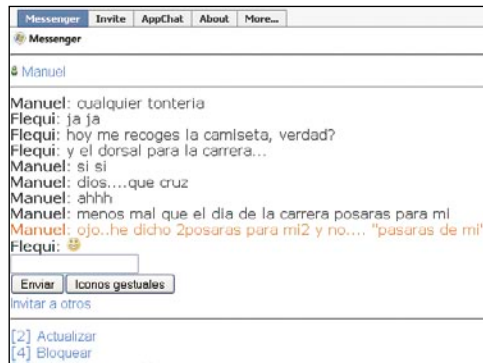 Messenger Invite AppChat About More...
Messenger
Manuel
Manuel: cualquier tonteria
Flequi: ja ja
Flequi: hoy me recoges la camiseta, verdad?
Flequi: y el dorsal para la carrera...
Manuel: si si
Manuel: dios....que cruz
Manuel: ahhh
Manuel: menos mal que el dia de la carrera posaras para mi
Manuel: ojo..he dicho 2posaras para mi2 y no.... "pasaras de mi"
Flequi:
Enviar Iconos gestuales
Invitar a otros
[2] Actualizar
[4] Bloquear